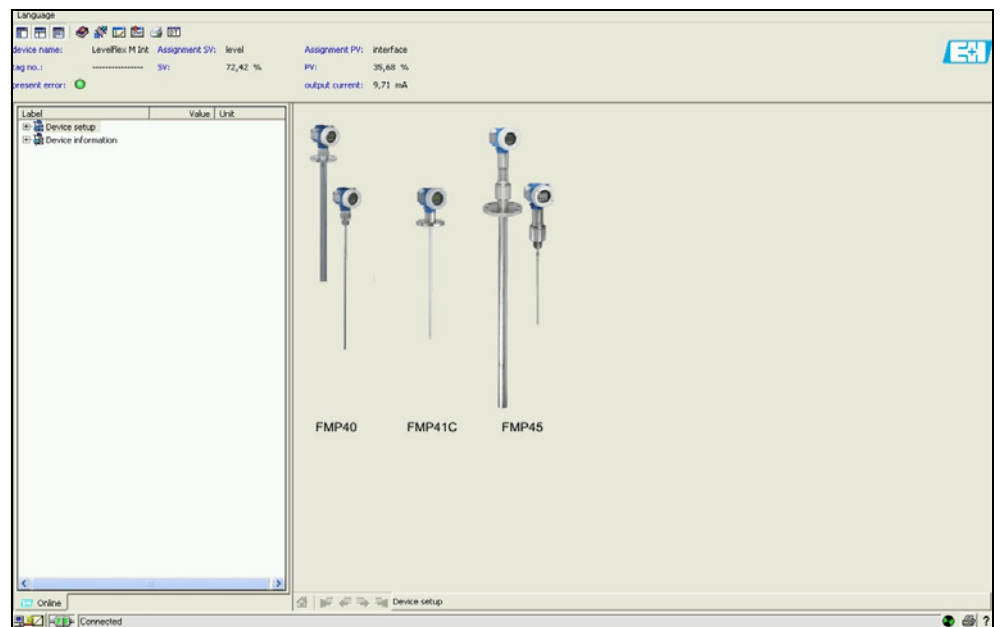 Language
device name: Levelflex M Int Assignment SV: level Assignment PV: interface
tag no.: ---------------- SV: 72,42 % PV: 35,68 %
present error: output current: 9,71 mA
E+H
Label Value Unit
Device setup
Device information
FMP40 FMP41C FMP45
Online
Device setup
Connected
?